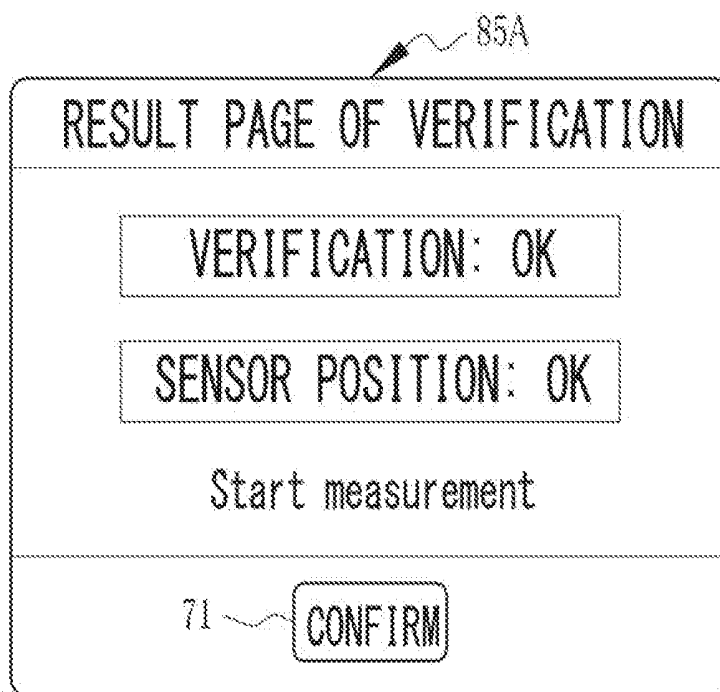 85A
RESULT PAGE OF VERIFICATION
VERIFICATION: OK
SENSOR POSITION: OK
Start measurement
71 CONFIRM